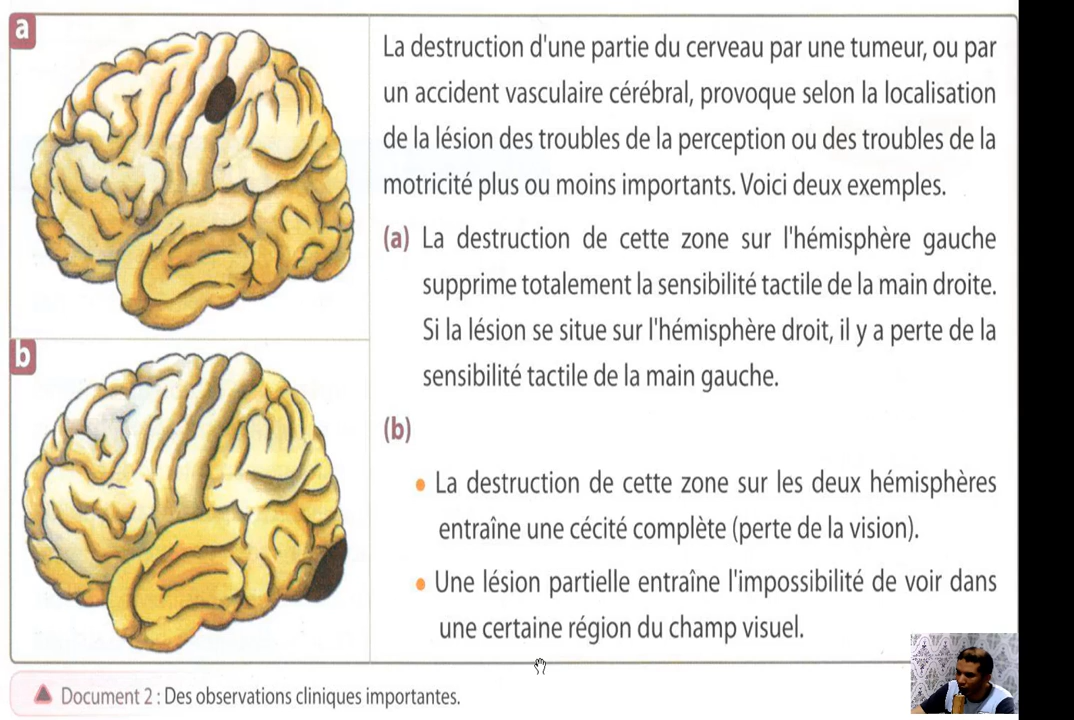 a
La destruction d'une partie du cerveau par une tumeur, ou par
un accident vasculaire cérébral, provoque selon la localisation
de la lésion des troubles de la perception ou des troubles de la
motricité plus ou moins importants. Voici deux exemples.
(a) La destruction de cette zone sur l'hémisphère gauche
supprime totalement la sensibilité tactile de la main droite.
Si la lésion se situe sur l'hémisphère droit, il y a perte de la
sensibilité tactile de la main gauche.
b
(b)
• La destruction de cette zone sur les deux hémisphères
entraîne une cécité complète (perte de la vision).
• Une lésion partielle entraîne l'impossibilité de voir dans
une certaine région du champ visuel.
Document 2 : Des observations cliniques importantes.